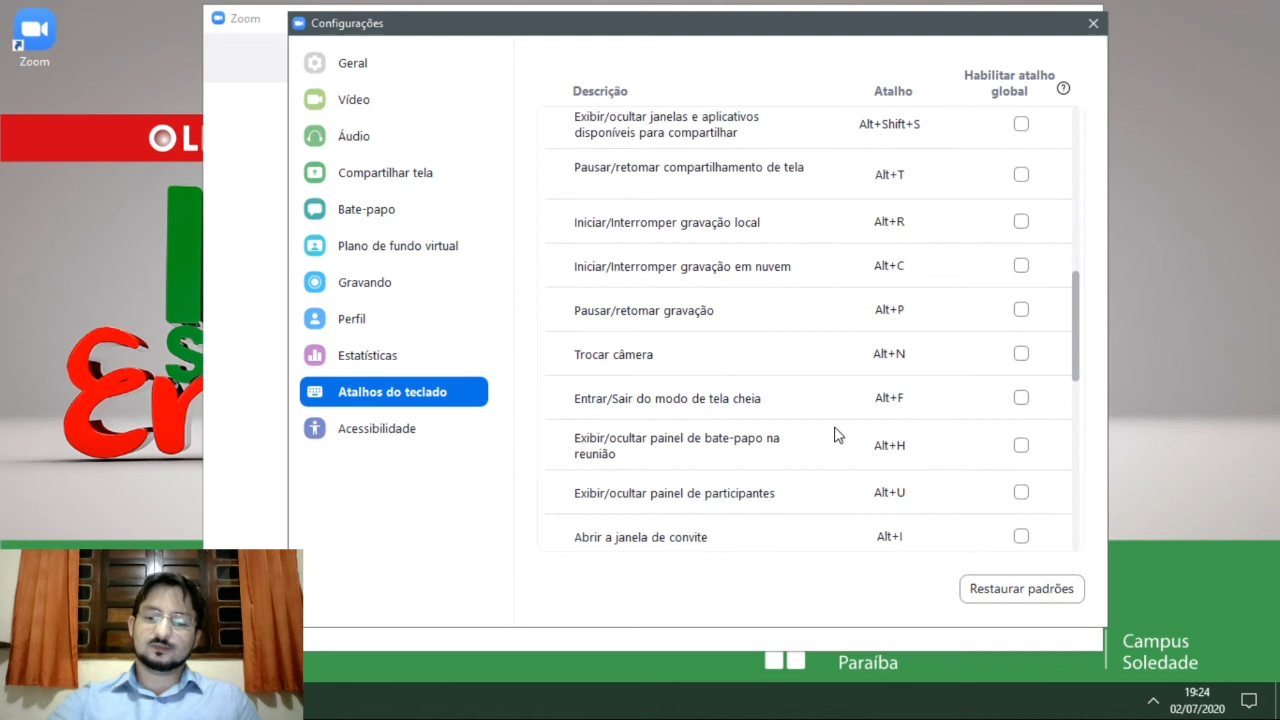 Zoom
Zoom
Configurações
Geral
Vídeo
Áudio
Compartilhar tela
Bate-papo
Plano de fundo virtual
Gravando
Perfil
Estatísticas
Atalhos do teclado
Acessibilidade
Descrição
Atalho
Habilitar atalho
global
?
Exibir/ocultar janelas e aplicativos
disponíveis para compartilhar
Alt+Shift+S
Pausar/retomar compartilhamento de tela
Alt+T
Iniciar/Interromper gravação local
Alt+R
Iniciar/Interromper gravação em nuvem
Alt+C
Pausar/retomar gravação
Alt+P
Trocar câmera
Alt+N
Entrar/Sair do modo de tela cheia
Alt+F
Exibir/ocultar painel de bate-papo na
reunião
Alt+H
Exibir/ocultar painel de participantes
Alt+U
Abrir a janela de convite
Alt+I
Restaurar padrões
Paraíba
Campus
Soledade
19:24
02/07/2020